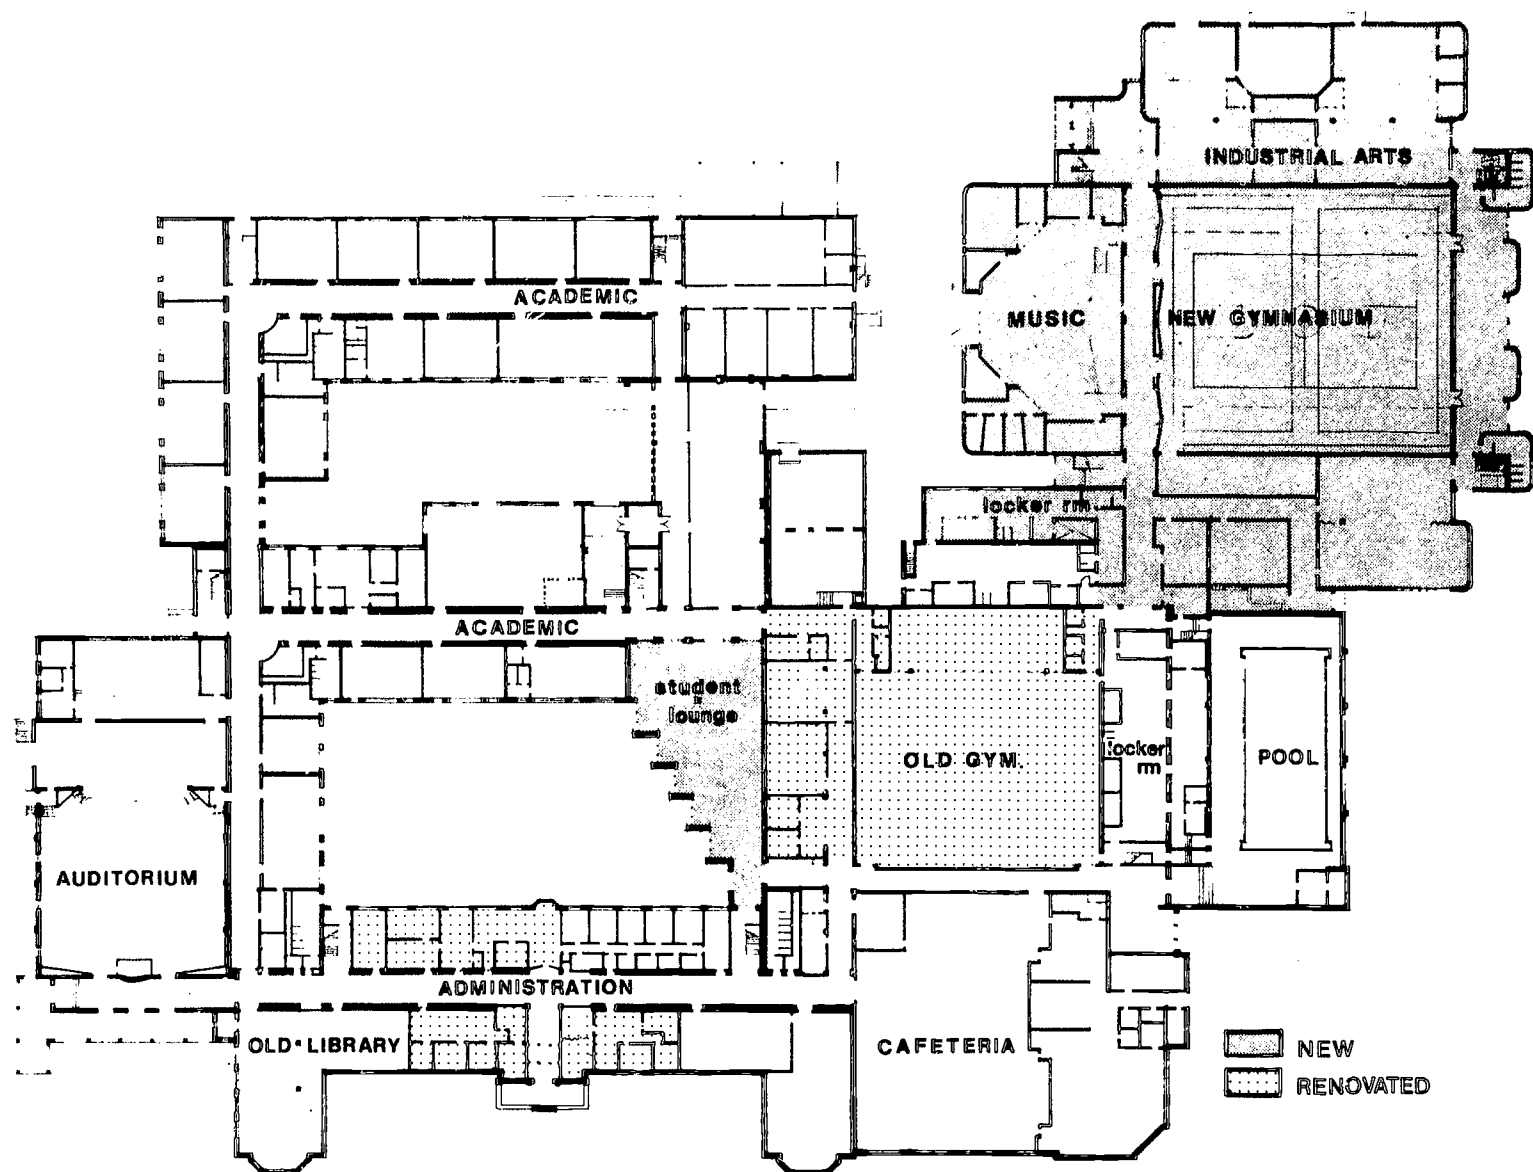 INDUSTRIAL ARTS
ACADEMIC
MUSIC
NEW GYMNASIUM
locker rm.
ACADEMIC
student
lounge
OLD GYM.
locker
rm
POOL
AUDITORIUM
ADMINISTRATION
OLD LIBRARY
CAFETERIA
NEW
RENOVATED